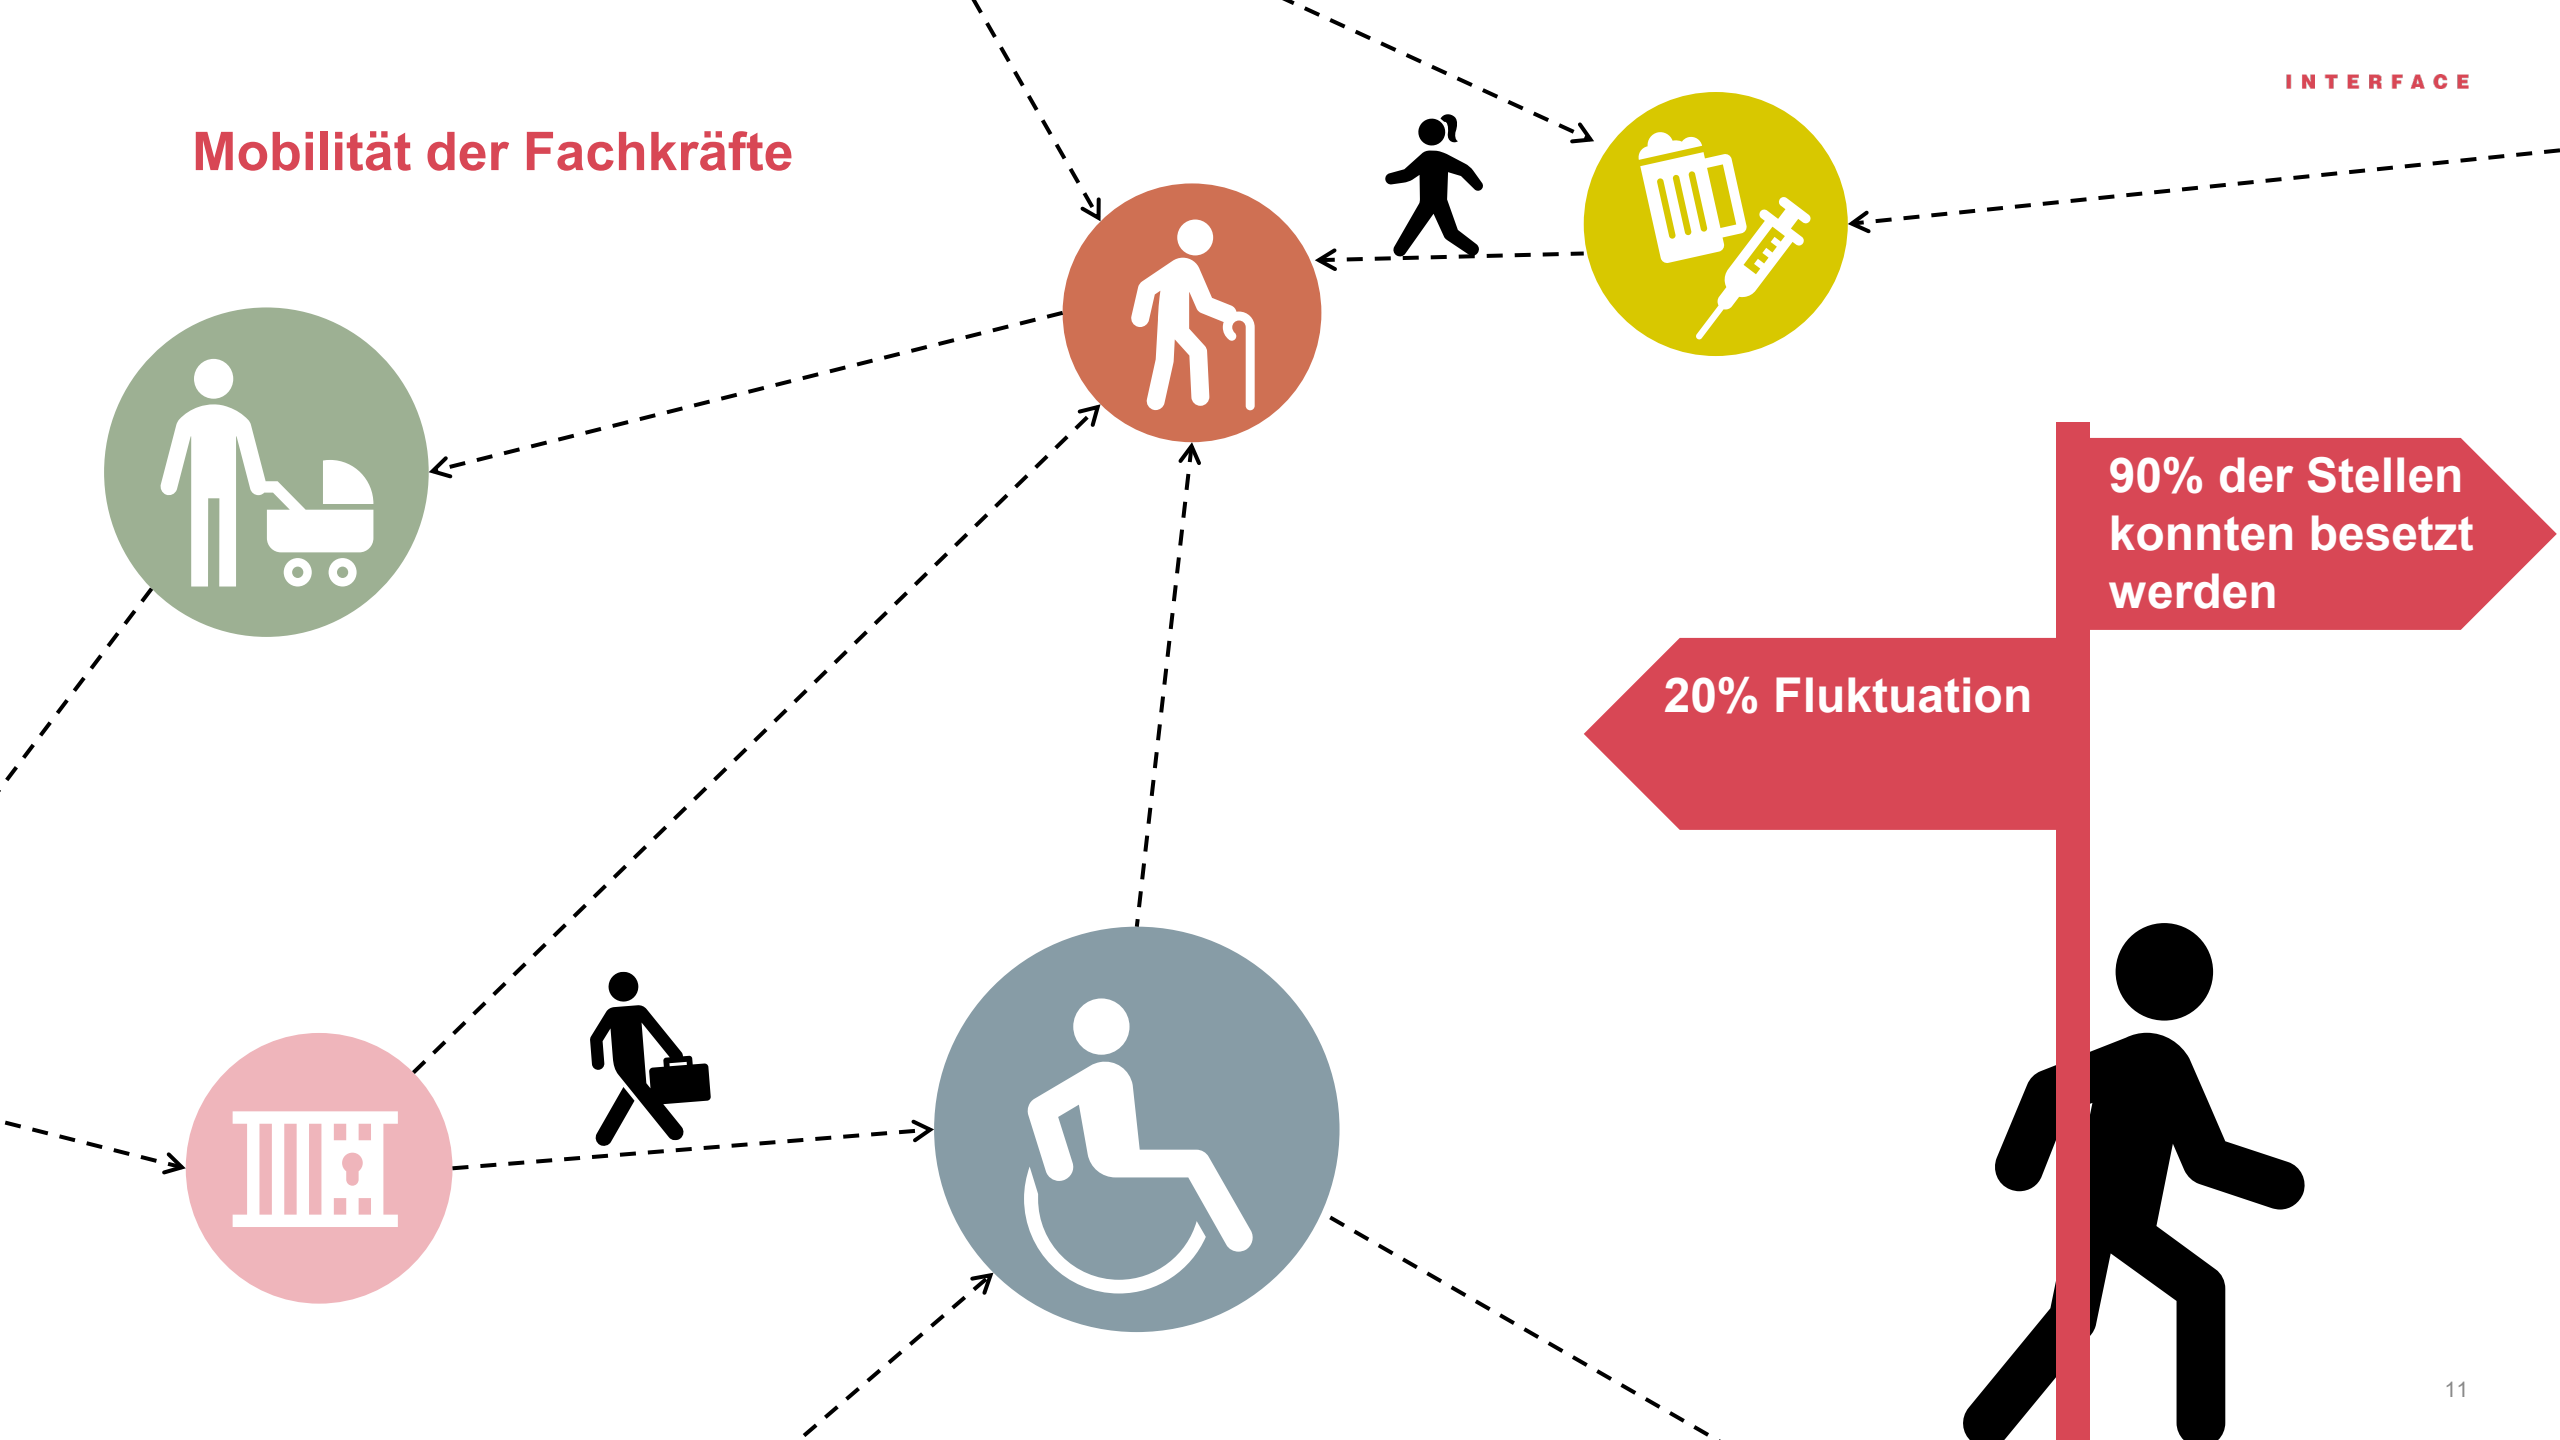 INTERFACE
Mobilität der Fachkräfte
90% der Stellen
konnten besetzt
werden
20% Fluktuation
11